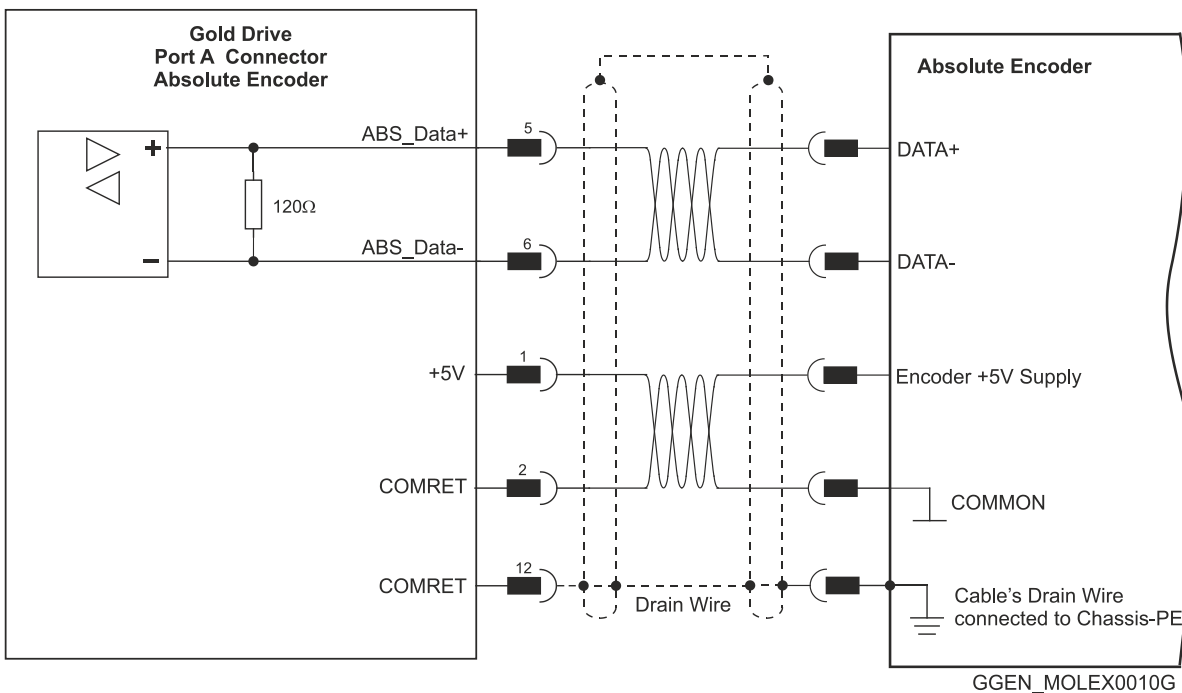 Gold Drive
Port A Connector
Absolute Encoder
Absolute Encoder
+
ABS_Data+
5
DATA+
120Ω
-
ABS_Data-
6
DATA-
+5V
1
Encoder +5V Supply
COMRET
2
COMMON
COMRET
12
Drain Wire
Cable's Drain Wire
connected to Chassis-PE
GGEN_MOLEX0010G